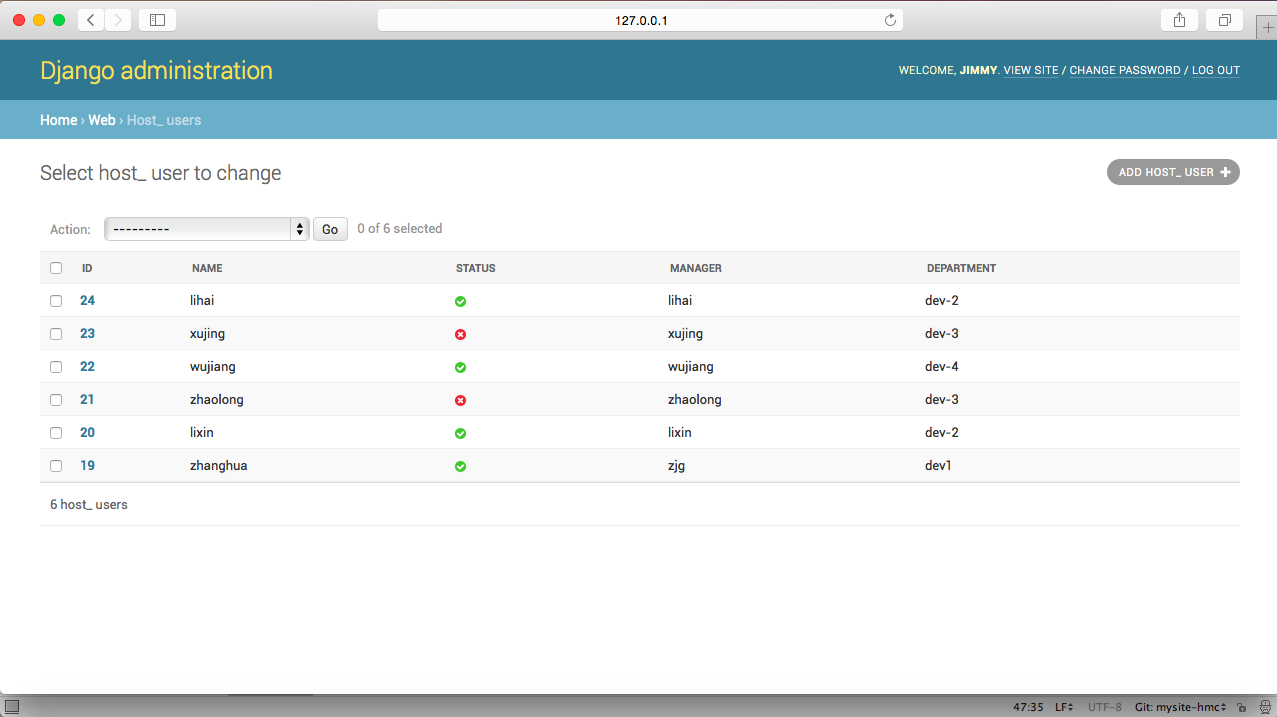 127.0.0.1
Django administration
WELCOME, JIMMY. VIEW SITE / CHANGE PASSWORD / LOG OUT
Home › Web › Host_ users
Select host_ user to change
ADD HOST_ USER +
Action: --------- Go 0 of 6 selected
ID NAME STATUS MANAGER DEPARTMENT
24 lihai lihai dev-2
23 xujing xujing dev-3
22 wujiang wujiang dev-4
21 zhaolong zhaolong dev-3
20 lixin lixin dev-2
19 zhanghua zjg dev1
6 host_ users
47:35 LF UTF-8 Git: mysite-hmc